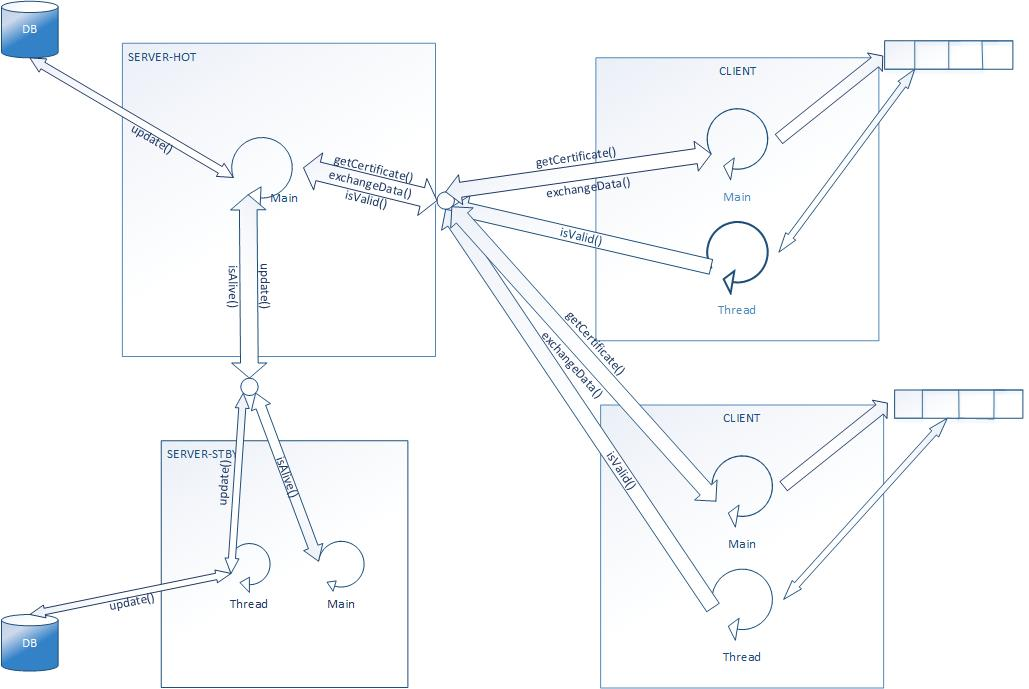 DB
SERVER-HOT
update()
Main
getCertificate()
exchangeData()
isValid()
isAlive()
update()
CLIENT
getCertificate()
exchangeData()
Main
isValid()
Thread
getCertificate()
exchangeData()
isValid()
CLIENT
Main
Thread
SERVER-STBY
update()
isAlive()
Thread
Main
update()
DB